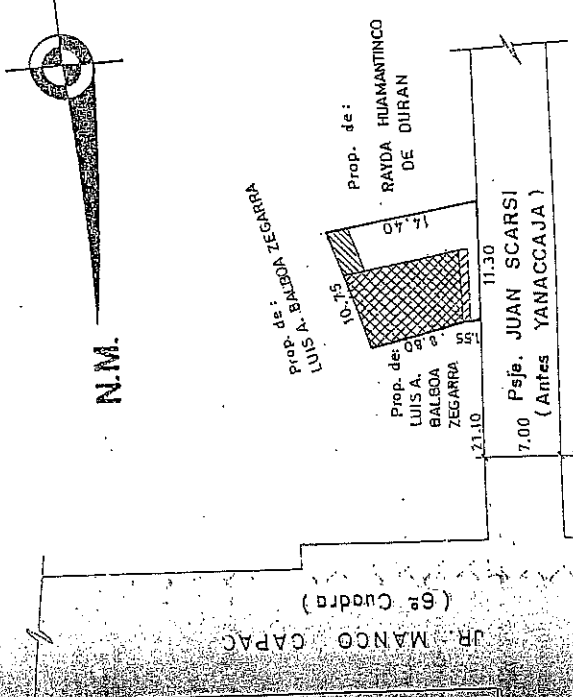 N.M.
Prop. de :
LUIS A. BALBOA ZEGARRA
Prop. de :
RAYDA HUAMANTINCO
DE DURAN
10.75
14.40
Prop. de:
LUIS A.
BALBOA
ZEGARRA
8.80
1.55
21.10
11.30
7.00 Psje. JUAN SCARSI
(Antes YANACCAJA)
JR. MANCO CAPAC
(6ª Cuadra)